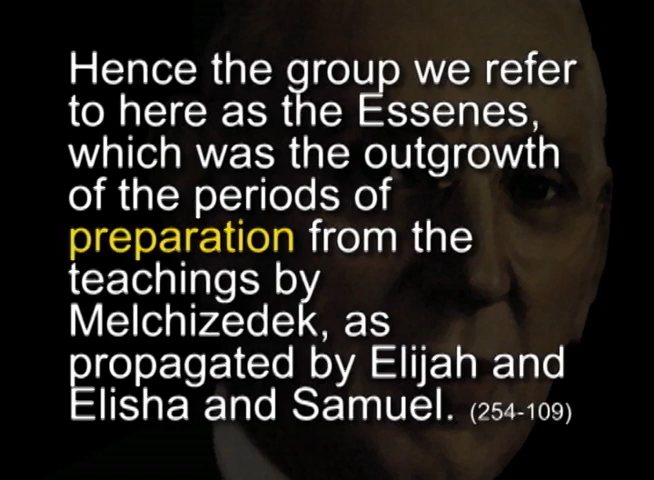 Hence the group we refer
to here as the Essenes,
which was the outgrowth
of the periods of
preparation from the
teachings by
Melchizedek, as
propagated by Elijah and
Elisha and Samuel. (254-109)